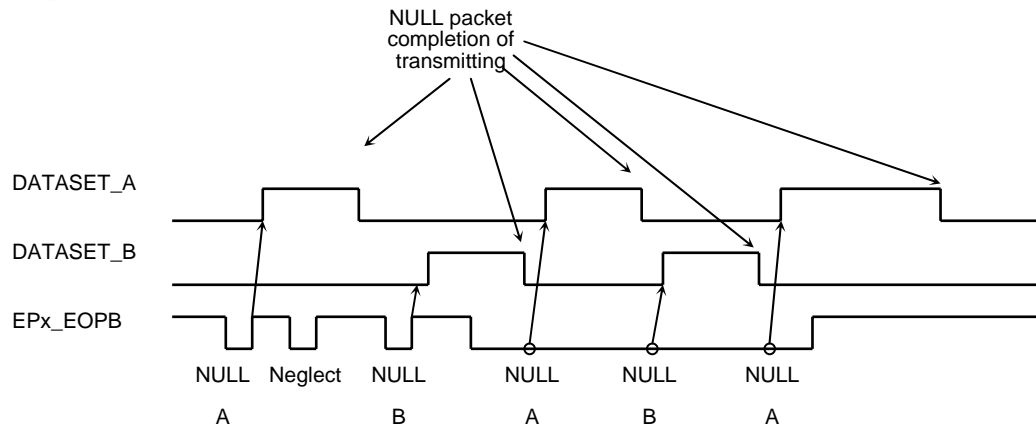 NULL packet
completion of
transmitting
DATASET_A
DATASET_B
EPx_EOPB
NULL Neglect NULL NULL NULL NULL
A B A B A